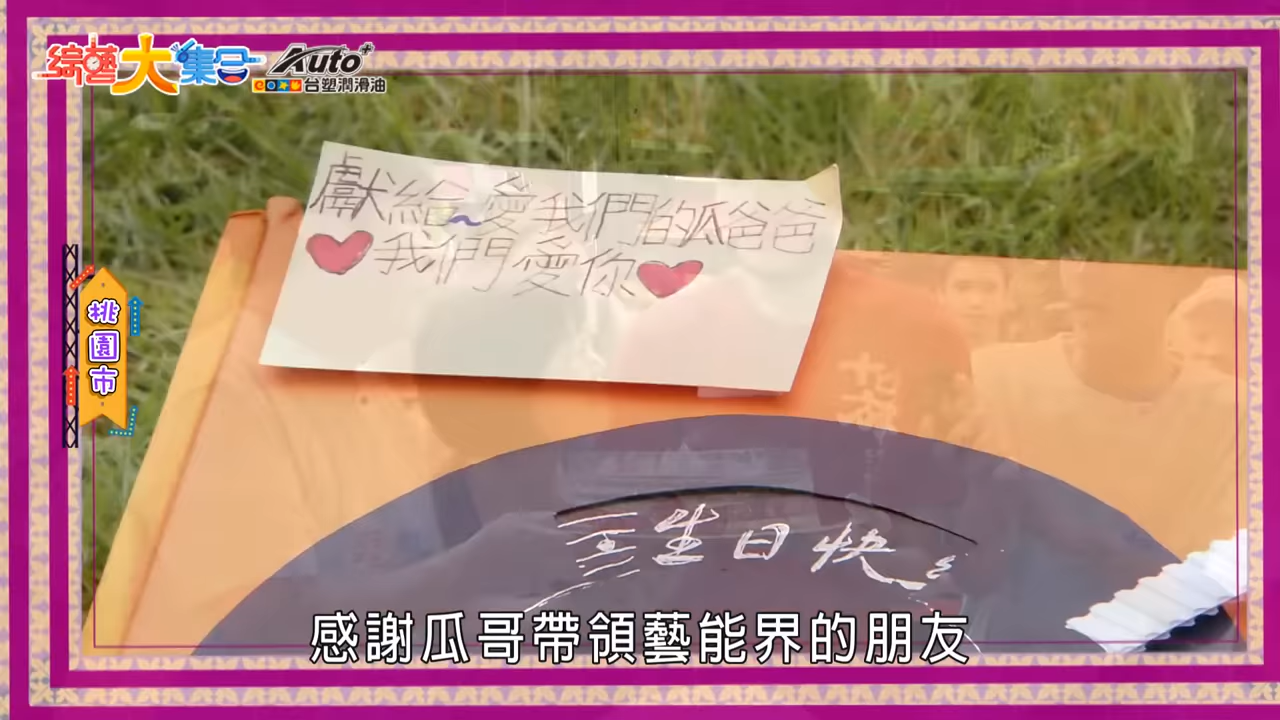 綜藝大集合
Auto+
台塑潤滑油
獻給~愛我們的瓜爸爸
我們愛你
桃園市
生日快
感謝瓜哥帶領藝能界的朋友